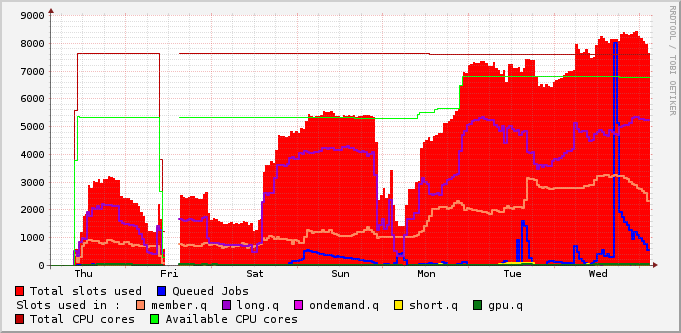 9000
8000
7000
6000
5000
4000
3000
2000
1000
0
Thu Fri Sat Sun Mon Tue Wed
Total slots used Queued Jobs
Slots used in : member.q long.q ondemand.q short.q gpu.q
Total CPU cores Available CPU cores
RRDTOOL / TOBI OETIKER